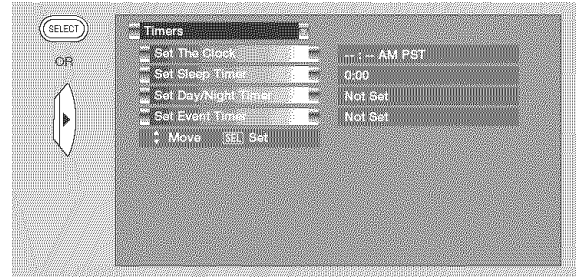 SELECT
OR
Timers
Set The Clock -- : -- AM PST
Set Sleep Timer 0:00
Set Day/Night Timer Not Set
Set Event Timer Not Set
Move SEL Set